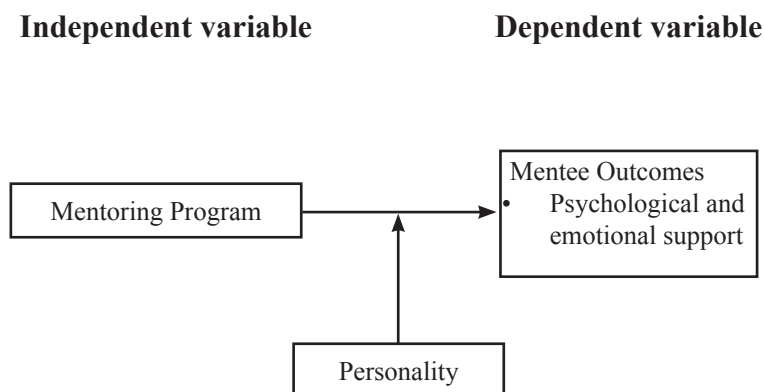 Independent variable
Dependent variable
Mentoring Program
Mentee Outcomes
• Psychological and
emotional support
Personality